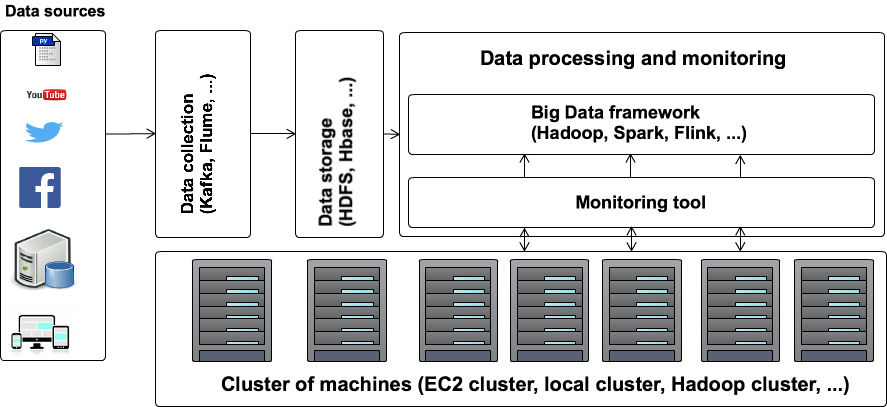 Data sources
PY
YouTube
Data collection
(Kafka, Flume, ...)
Data storage
(HDFS, Hbase, ...)
Data processing and monitoring
Big Data framework
(Hadoop, Spark, Flink, ...)
Monitoring tool
Cluster of machines (EC2 cluster, local cluster, Hadoop cluster, ...)